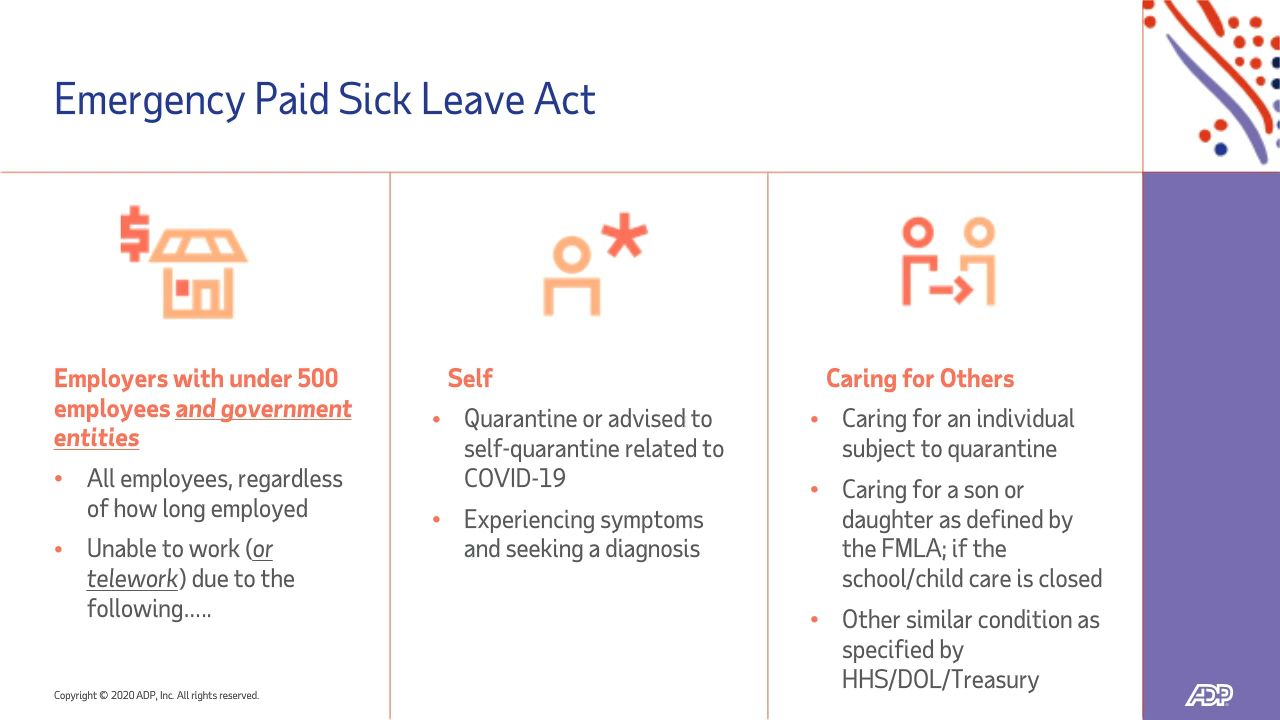 Emergency Paid Sick Leave Act
$
Employers with under 500
employees and government
entities
• All employees, regardless
of how long employed
• Unable to work (or
telework) due to the
following.....
*
Self
• Quarantine or advised to
self-quarantine related to
COVID-19
• Experiencing symptoms
and seeking a diagnosis
Caring for Others
• Caring for an individual
subject to quarantine
• Caring for a son or
daughter as defined by
the FMLA; if the
school/child care is closed
• Other similar condition as
specified by
HHS/DOL/Treasury
Copyright © 2020 ADP, Inc. All rights reserved.
ADP